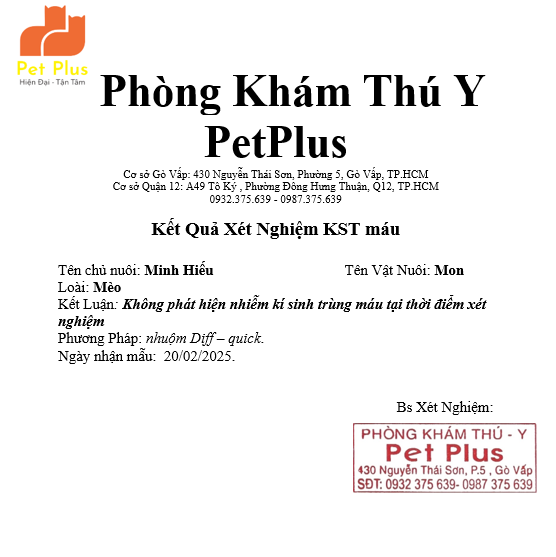 Pet Plus
Hiện Đại - Tận Tâm
Phòng Khám Thú Y
PetPlus
Cơ sở Gò Vấp: 430 Nguyễn Thái Sơn, Phường 5, Gò Vấp, TP.HCM
Cơ sở Quận 12: A49 Tô Ký , Phường Đông Hưng Thuận, Q12, TP.HCM
0932.375.639 - 0987.375.639
Kết Quả Xét Nghiệm KST máu
Tên chủ nuôi: Minh Hiếu Tên Vật Nuôi: Mon
Loài: Mèo
Kết Luận: Không phát hiện nhiễm kí sinh trùng máu tại thời điểm xét
nghiệm
Phương Pháp: nhuộm Diff – quick.
Ngày nhận mẫu: 20/02/2025.
Bs Xét Nghiệm:
PHÒNG KHÁM THÚ - Y
Pet Plus
430 Nguyễn Thái Sơn, P.5 , Gò Vấp
SĐT: 0932 375 639- 0987 375 639